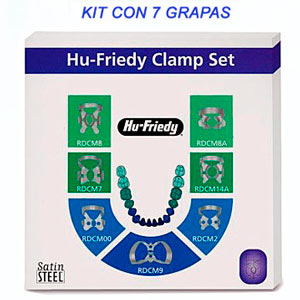 KIT CON 7 GRAPAS
Hu-Friedy Clamp Set
Hu-Friedy
RDCM8
RDCM8A
RDCM7
RDCM14A
RDCM00
RDCM2
RDCM9
Satin
STEEL